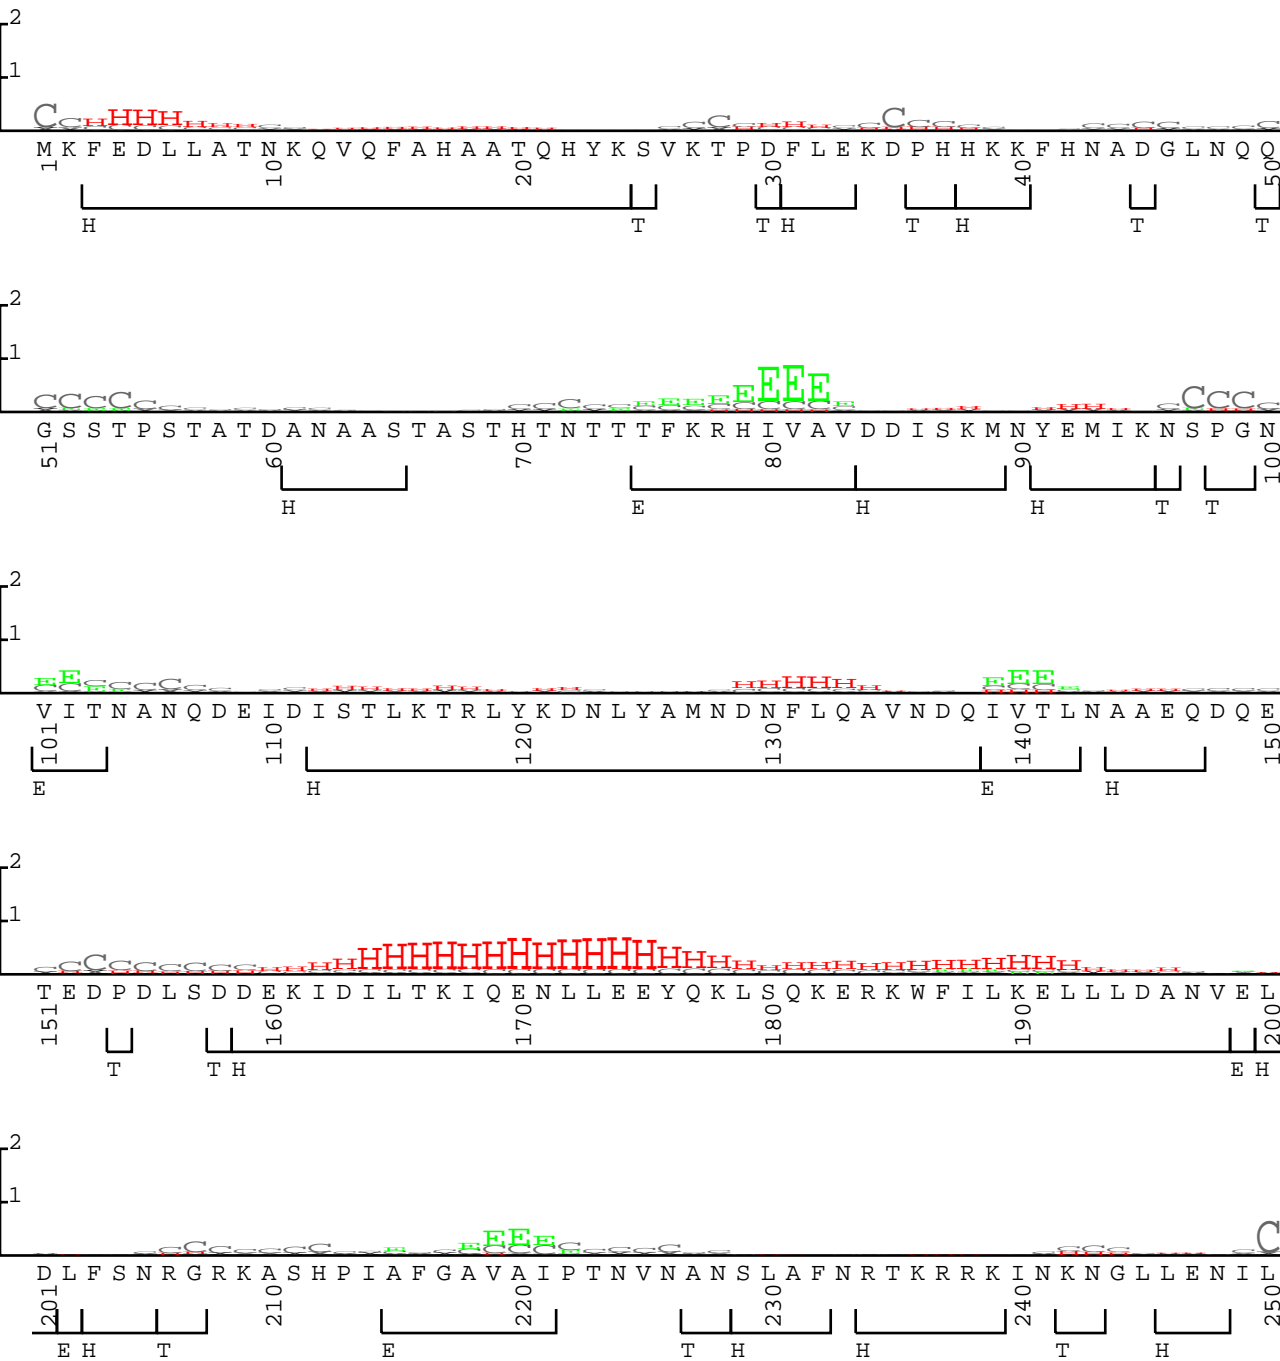 2
1
C C H H H H H H H C C C C
M K F E D L L A T N K Q V Q F A H A A T Q H Y K S V K T P D F L E K D P H H K K F H N A D G L N Q Q
1 10 20 30 40 50
H T T H T H T T
2
1
C C C C C E E E E E E E E C C C C
G S S T P S T A T D A N A A S T A S T H T N T T T F K R H I V A V D D I S K M N Y E M I K N S P G N
51 60 70 80 90 100
H E H H T T
2
1
E E C C C C H H H H H E E E
V I T N A N Q D E I D I S T L K T R L Y K D N L Y A M N D N F L Q A V N D Q I V T L N A A E Q D Q E
101 110 120 130 140 150
E H E H
2
1
C C C C C C C C H H H H H H H H H H H H H H H H H H H H H H H H H H H H H H
T E D P D L S D D E K I D I L T K I Q E N L L E E Y Q K L S Q K E R K W F I L K E L L L D A N V E L
151 160 170 180 190 200
T T H E H
2
1
C C C C C C E E E E C C C
D L F S N R G R K A S H P I A F G A V A I P T N V N A N S L A F N R T K R R K I N K N G L L E N I L
201 210 220 230 240 250
E H T E T H H T H